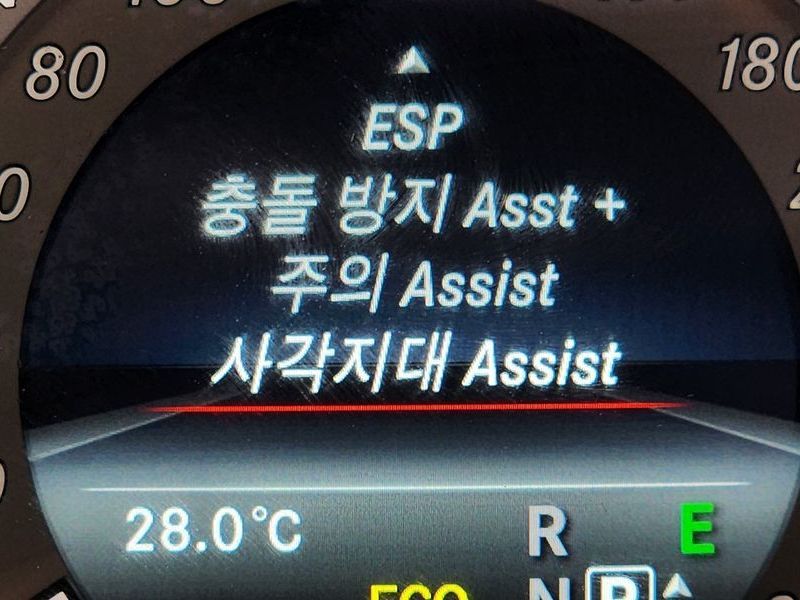 80
180
ESP
충돌 방지 Asst +
주의 Assist
사각지대 Assist
28.0°C
R
E
ECO
N P